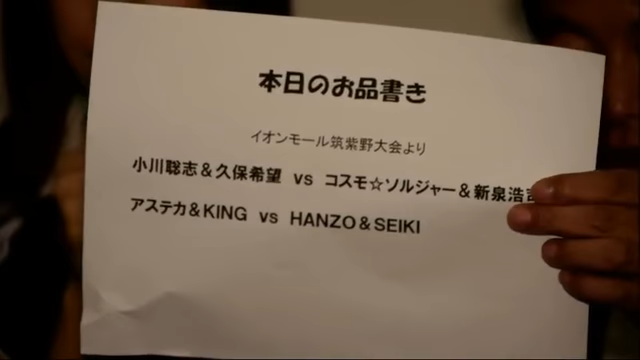 本日のお品書き
イオンモール筑紫野大会より
小川聡志&久保希望 vs コスモ☆ソルジャー&新泉浩司
アステカ&KING vs HANZO&SEIKI